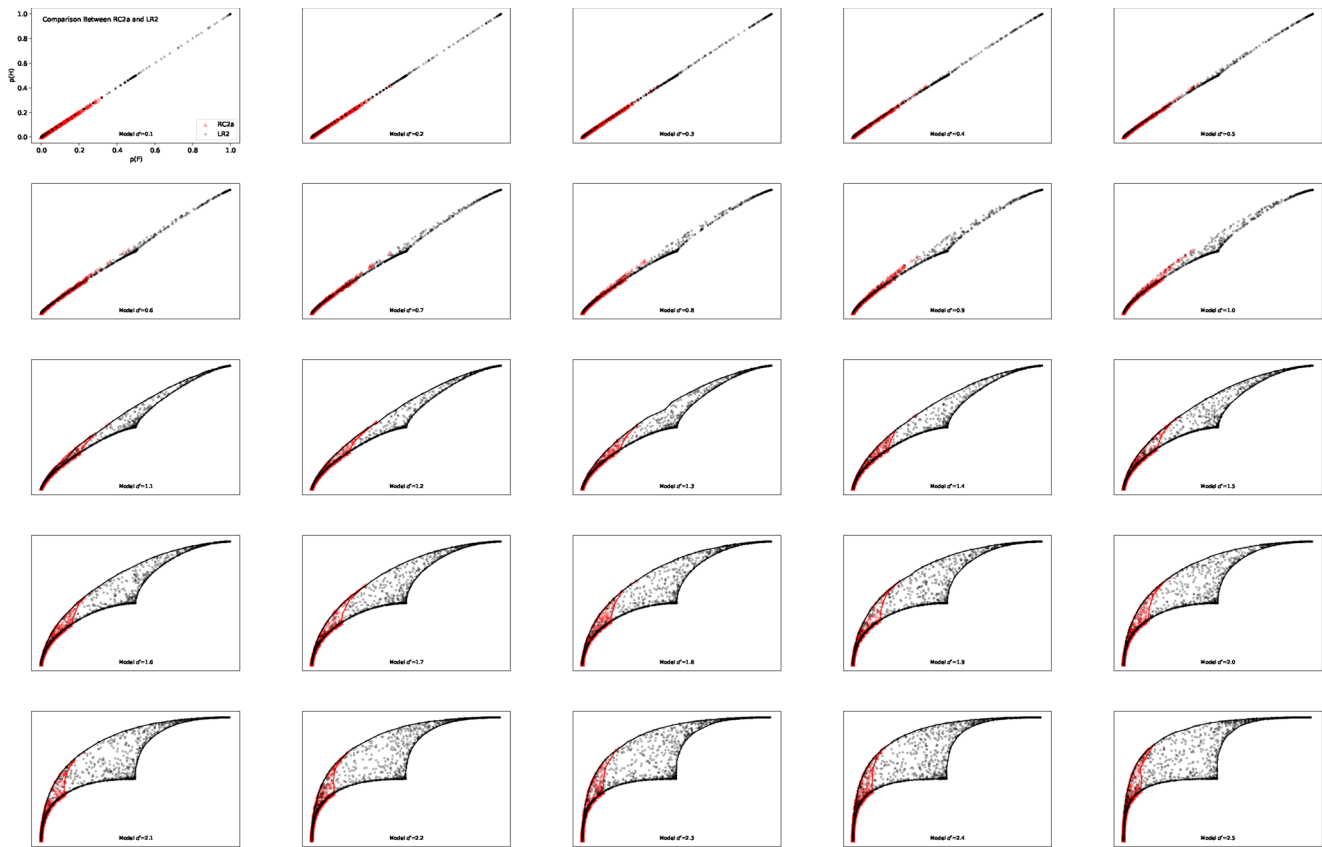 Comparison Between RC2a and LR2
1.0
0.8
0.6
0.4
0.2
0.0
p(H)
RC2a
LR2
Model d'=0.1
0.0 0.2 0.4 0.6 0.8 1.0
p(F)
Model d'=0.2
Model d'=0.3
Model d'=0.4
Model d'=0.5
Model d'=0.6
Model d'=0.7
Model d'=0.8
Model d'=0.9
Model d'=1.0
Model d'=1.1
Model d'=1.2
Model d'=1.3
Model d'=1.4
Model d'=1.5
Model d'=1.6
Model d'=1.7
Model d'=1.8
Model d'=1.9
Model d'=2.0
Model d'=2.1
Model d'=2.2
Model d'=2.3
Model d'=2.4
Model d'=2.5